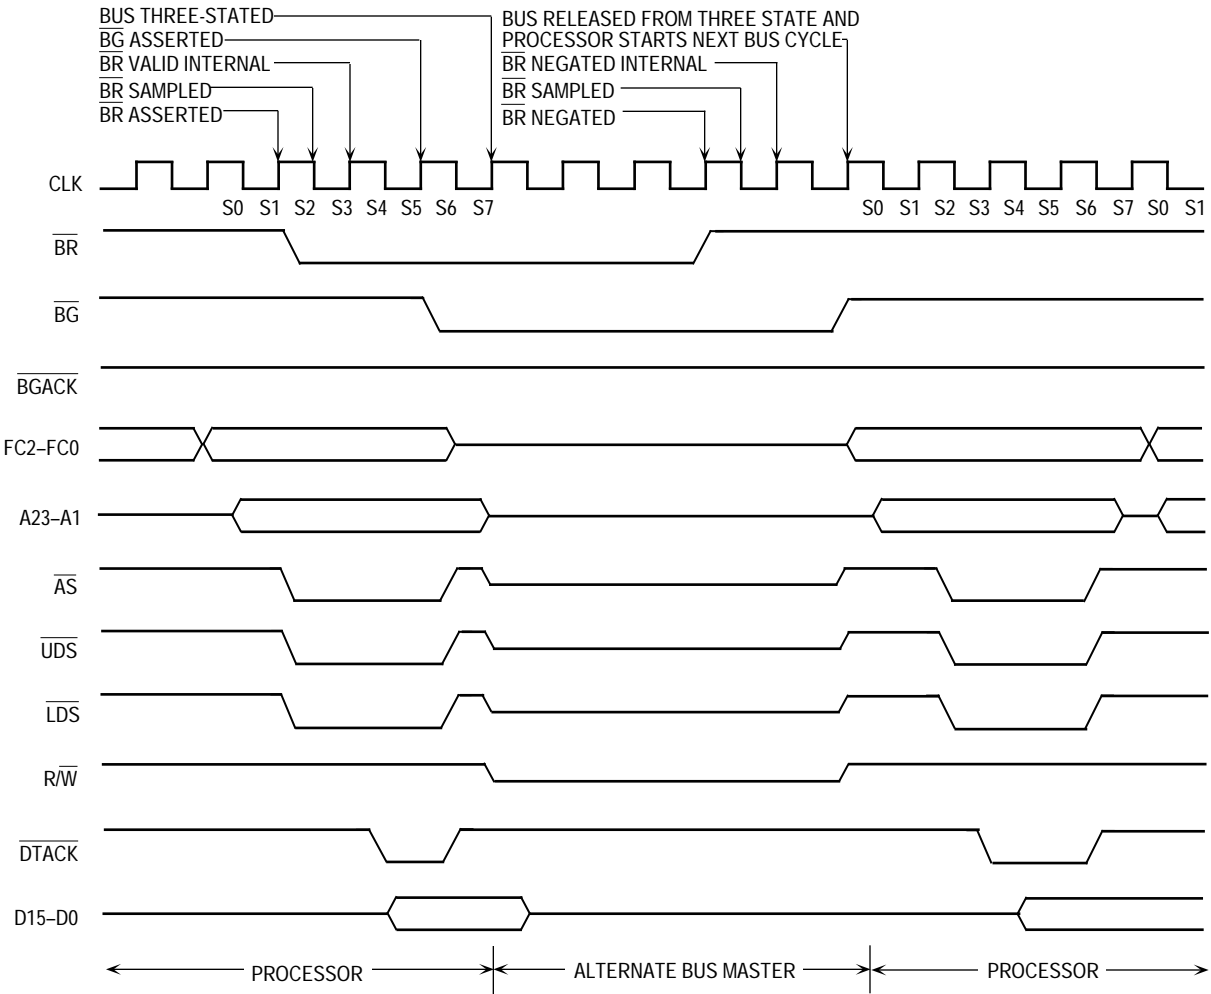 BUS THREE-STATED
BG ASSERTED
BR VALID INTERNAL
BR SAMPLED
BR ASSERTED
BUS RELEASED FROM THREE STATE AND
PROCESSOR STARTS NEXT BUS CYCLE
BR NEGATED INTERNAL
BR SAMPLED
BR NEGATED
CLK
S0 S1 S2 S3 S4 S5 S6 S7 S0 S1 S2 S3 S4 S5 S6 S7 S0 S1
BR
BG
BGACK
FC2–FC0
A23–A1
AS
UDS
LDS
R/W
DTACK
D15–D0
PROCESSOR ALTERNATE BUS MASTER PROCESSOR